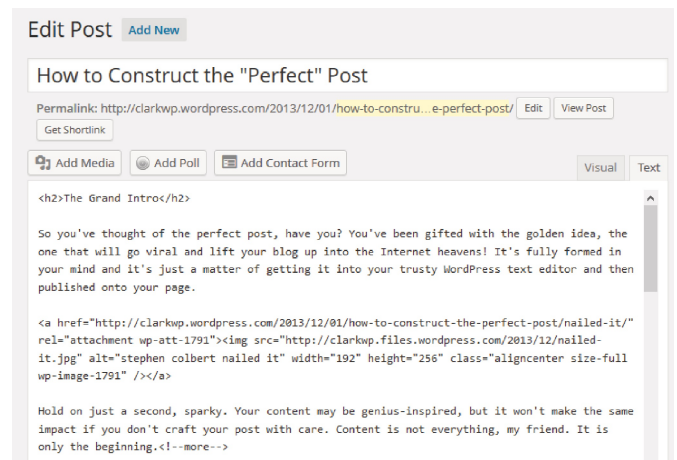 Edit Post Add New
How to Construct the "Perfect" Post
Permalink: http://clarkwp.wordpress.com/2013/12/01/how-to-constru...e-perfect-post/ Edit View Post
Get Shortlink
Add Media Add Poll Add Contact Form Visual Text
<h2>The Grand Intro</h2>
So you've thought of the perfect post, have you? You've been gifted with the golden idea, the
one that will go viral and lift your blog up into the Internet heavens! It's fully formed in
your mind and it's just a matter of getting it into your trusty WordPress text editor and then
published onto your page.
<a href="http://clarkwp.wordpress.com/2013/12/01/how-to-construct-the-perfect-post/nailed-it/"
rel="attachment wp-att-1791"><img src="http://clarkwp.files.wordpress.com/2013/12/nailed-
it.jpg" alt="stephen colbert nailed it" width="192" height="256" class="aligncenter size-full
wp-image-1791" /></a>
Hold on just a second, sparky. Your content may be genius-inspired, but it won't make the same
impact if you don't craft your post with care. Content is not everything, my friend. It is
only the beginning.<!--more-->